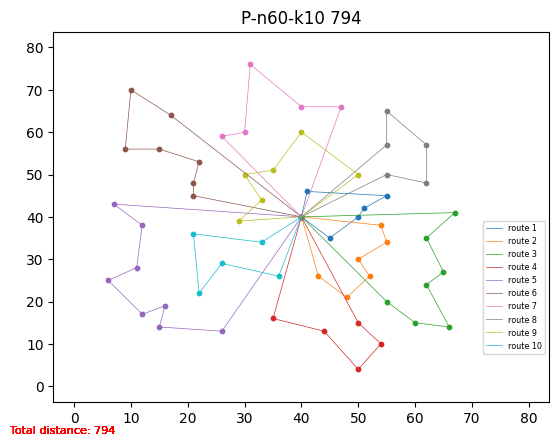 P-n60-k10 794
80
70
60
50
40
30
20
10
0
0 10 20 30 40 50 60 70 80
route 1
route 2
route 3
route 4
route 5
route 6
route 7
route 8
route 9
route 10
Total distance: 794